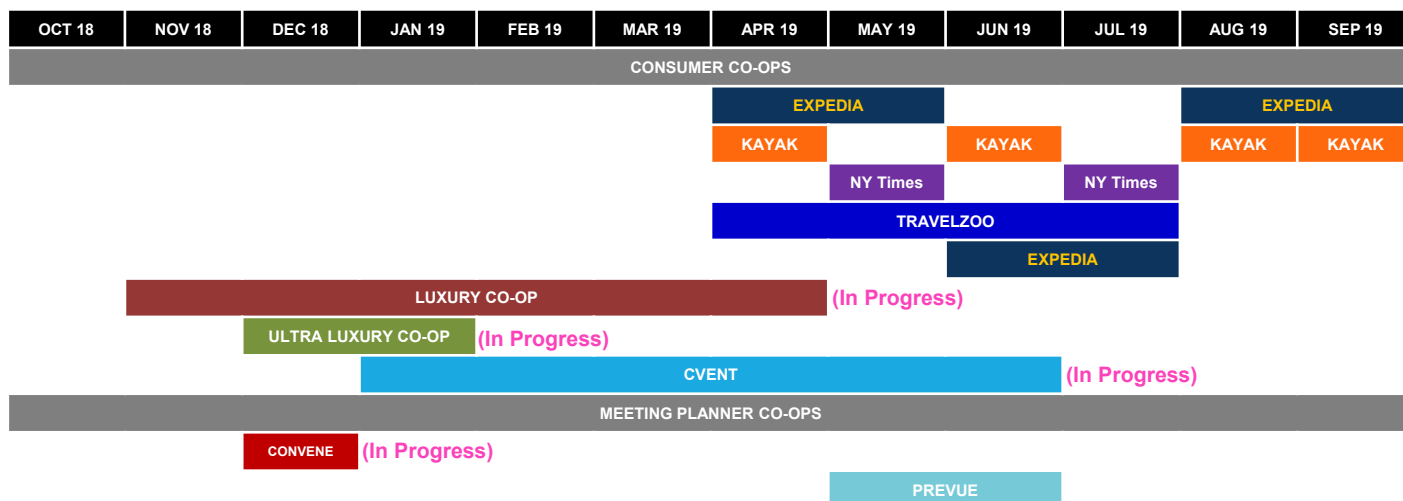 OCT 18 NOV 18 DEC 18 JAN 19 FEB 19 MAR 19 APR 19 MAY 19 JUN 19 JUL 19 AUG 19 SEP 19
CONSUMER CO-OPS
EXPEDIA EXPEDIA
KAYAK KAYAK KAYAK KAYAK
NY Times NY Times
TRAVELZOO
EXPEDIA
LUXURY CO-OP (In Progress)
ULTRA LUXURY CO-OP (In Progress)
CVENT (In Progress)
MEETING PLANNER CO-OPS
CONVENE (In Progress)
PREVUE